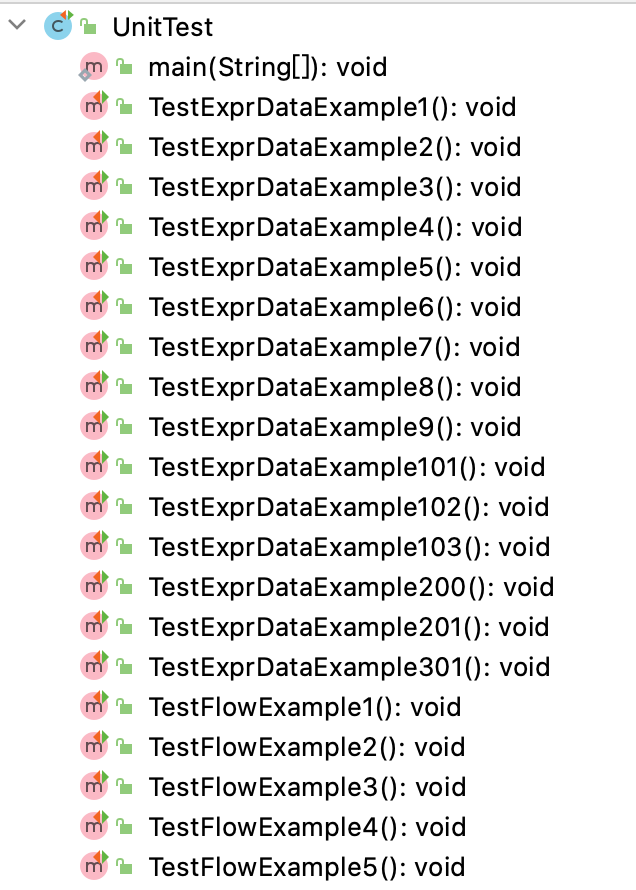 UnitTest
main(String[]): void
TestExprDataExample1(): void
TestExprDataExample2(): void
TestExprDataExample3(): void
TestExprDataExample4(): void
TestExprDataExample5(): void
TestExprDataExample6(): void
TestExprDataExample7(): void
TestExprDataExample8(): void
TestExprDataExample9(): void
TestExprDataExample101(): void
TestExprDataExample102(): void
TestExprDataExample103(): void
TestExprDataExample200(): void
TestExprDataExample201(): void
TestExprDataExample301(): void
TestFlowExample1(): void
TestFlowExample2(): void
TestFlowExample3(): void
TestFlowExample4(): void
TestFlowExample5(): void